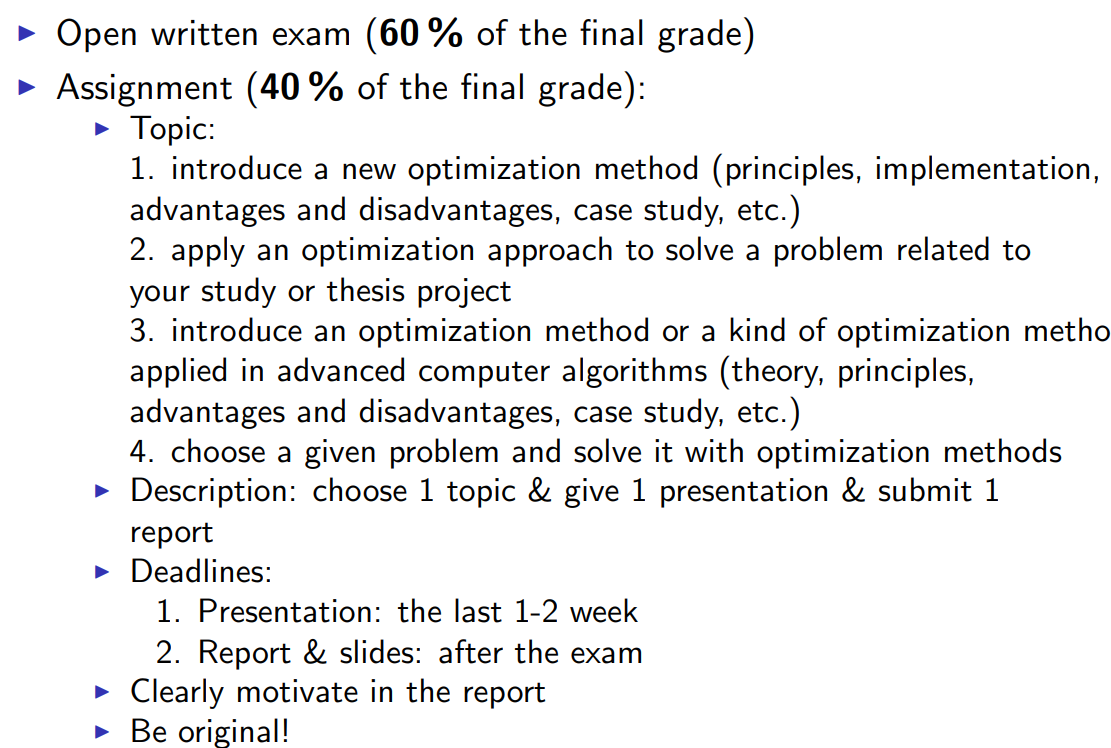 Open written exam (60 % of the final grade)
Assignment (40 % of the final grade):
Topic:
1. introduce a new optimization method (principles, implementation,
advantages and disadvantages, case study, etc.)
2. apply an optimization approach to solve a problem related to
your study or thesis project
3. introduce an optimization method or a kind of optimization metho
applied in advanced computer algorithms (theory, principles,
advantages and disadvantages, case study, etc.)
4. choose a given problem and solve it with optimization methods
Description: choose 1 topic & give 1 presentation & submit 1
report
Deadlines:
1. Presentation: the last 1-2 week
2. Report & slides: after the exam
Clearly motivate in the report
Be original!